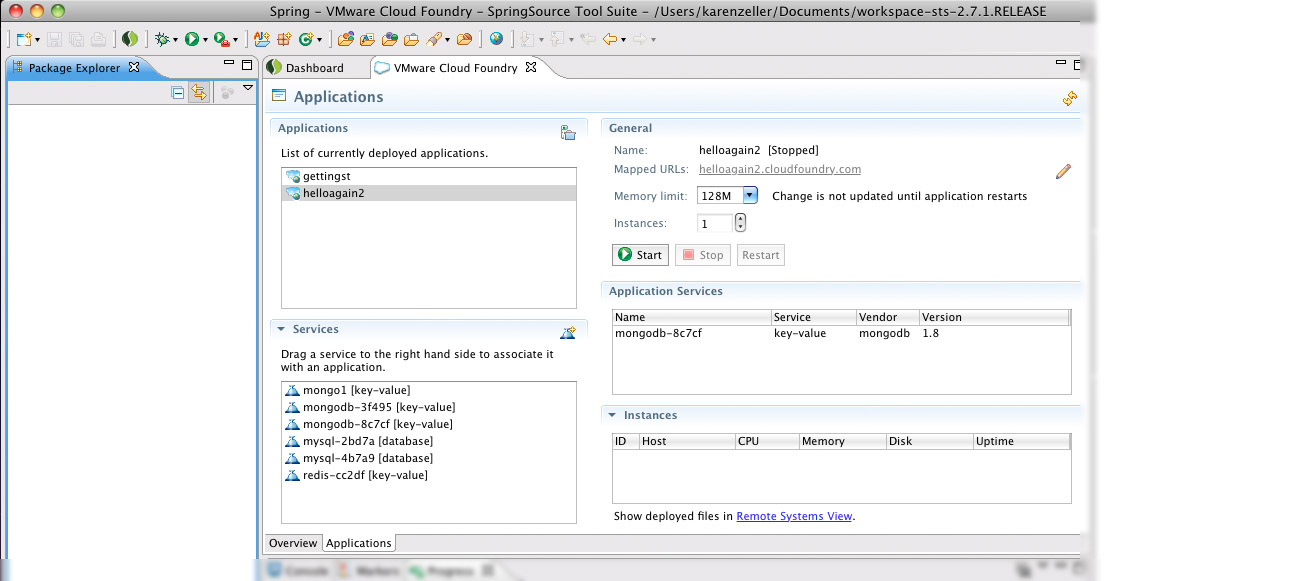 Spring - VMware Cloud Foundry - SpringSource Tool Suite - /Users/karenzeller/Documents/workspace-sts-2.7.1.RELEASE
Package Explorer
Dashboard
VMware Cloud Foundry
Applications
Applications
List of currently deployed applications.
gettingst
helloagain2
Services
Drag a service to the right hand side to associate it
with an application.
mongo1 [key-value]
mongodb-3f495 [key-value]
mongodb-8c7cf [key-value]
mysql-2bd7a [database]
mysql-4b7a9 [database]
redis-cc2df [key-value]
General
Name: helloagain2 [Stopped]
Mapped URLs: helloagain2.cloudfoundry.com
Memory limit: 128M Change is not updated until application restarts
Instances: 1
Start Stop Restart
Application Services
Name Service Vendor Version
mongodb-8c7cf key-value mongodb 1.8
Instances
ID Host CPU Memory Disk Uptime
Show deployed files in Remote Systems View.
Overview Applications
Console Markers Progress